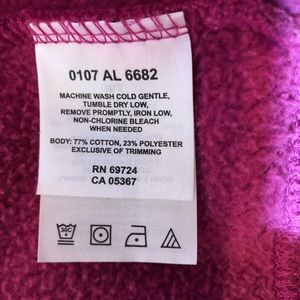 0107 AL 6682
MACHINE WASH COLD GENTLE,
TUMBLE DRY LOW,
REMOVE PROMPTLY, IRON LOW,
NON-CHLORINE BLEACH
WHEN NEEDED
BODY: 77% COTTON, 23% POLYESTER
EXCLUSIVE OF TRIMMING
RN 69724
CA 05367
30C